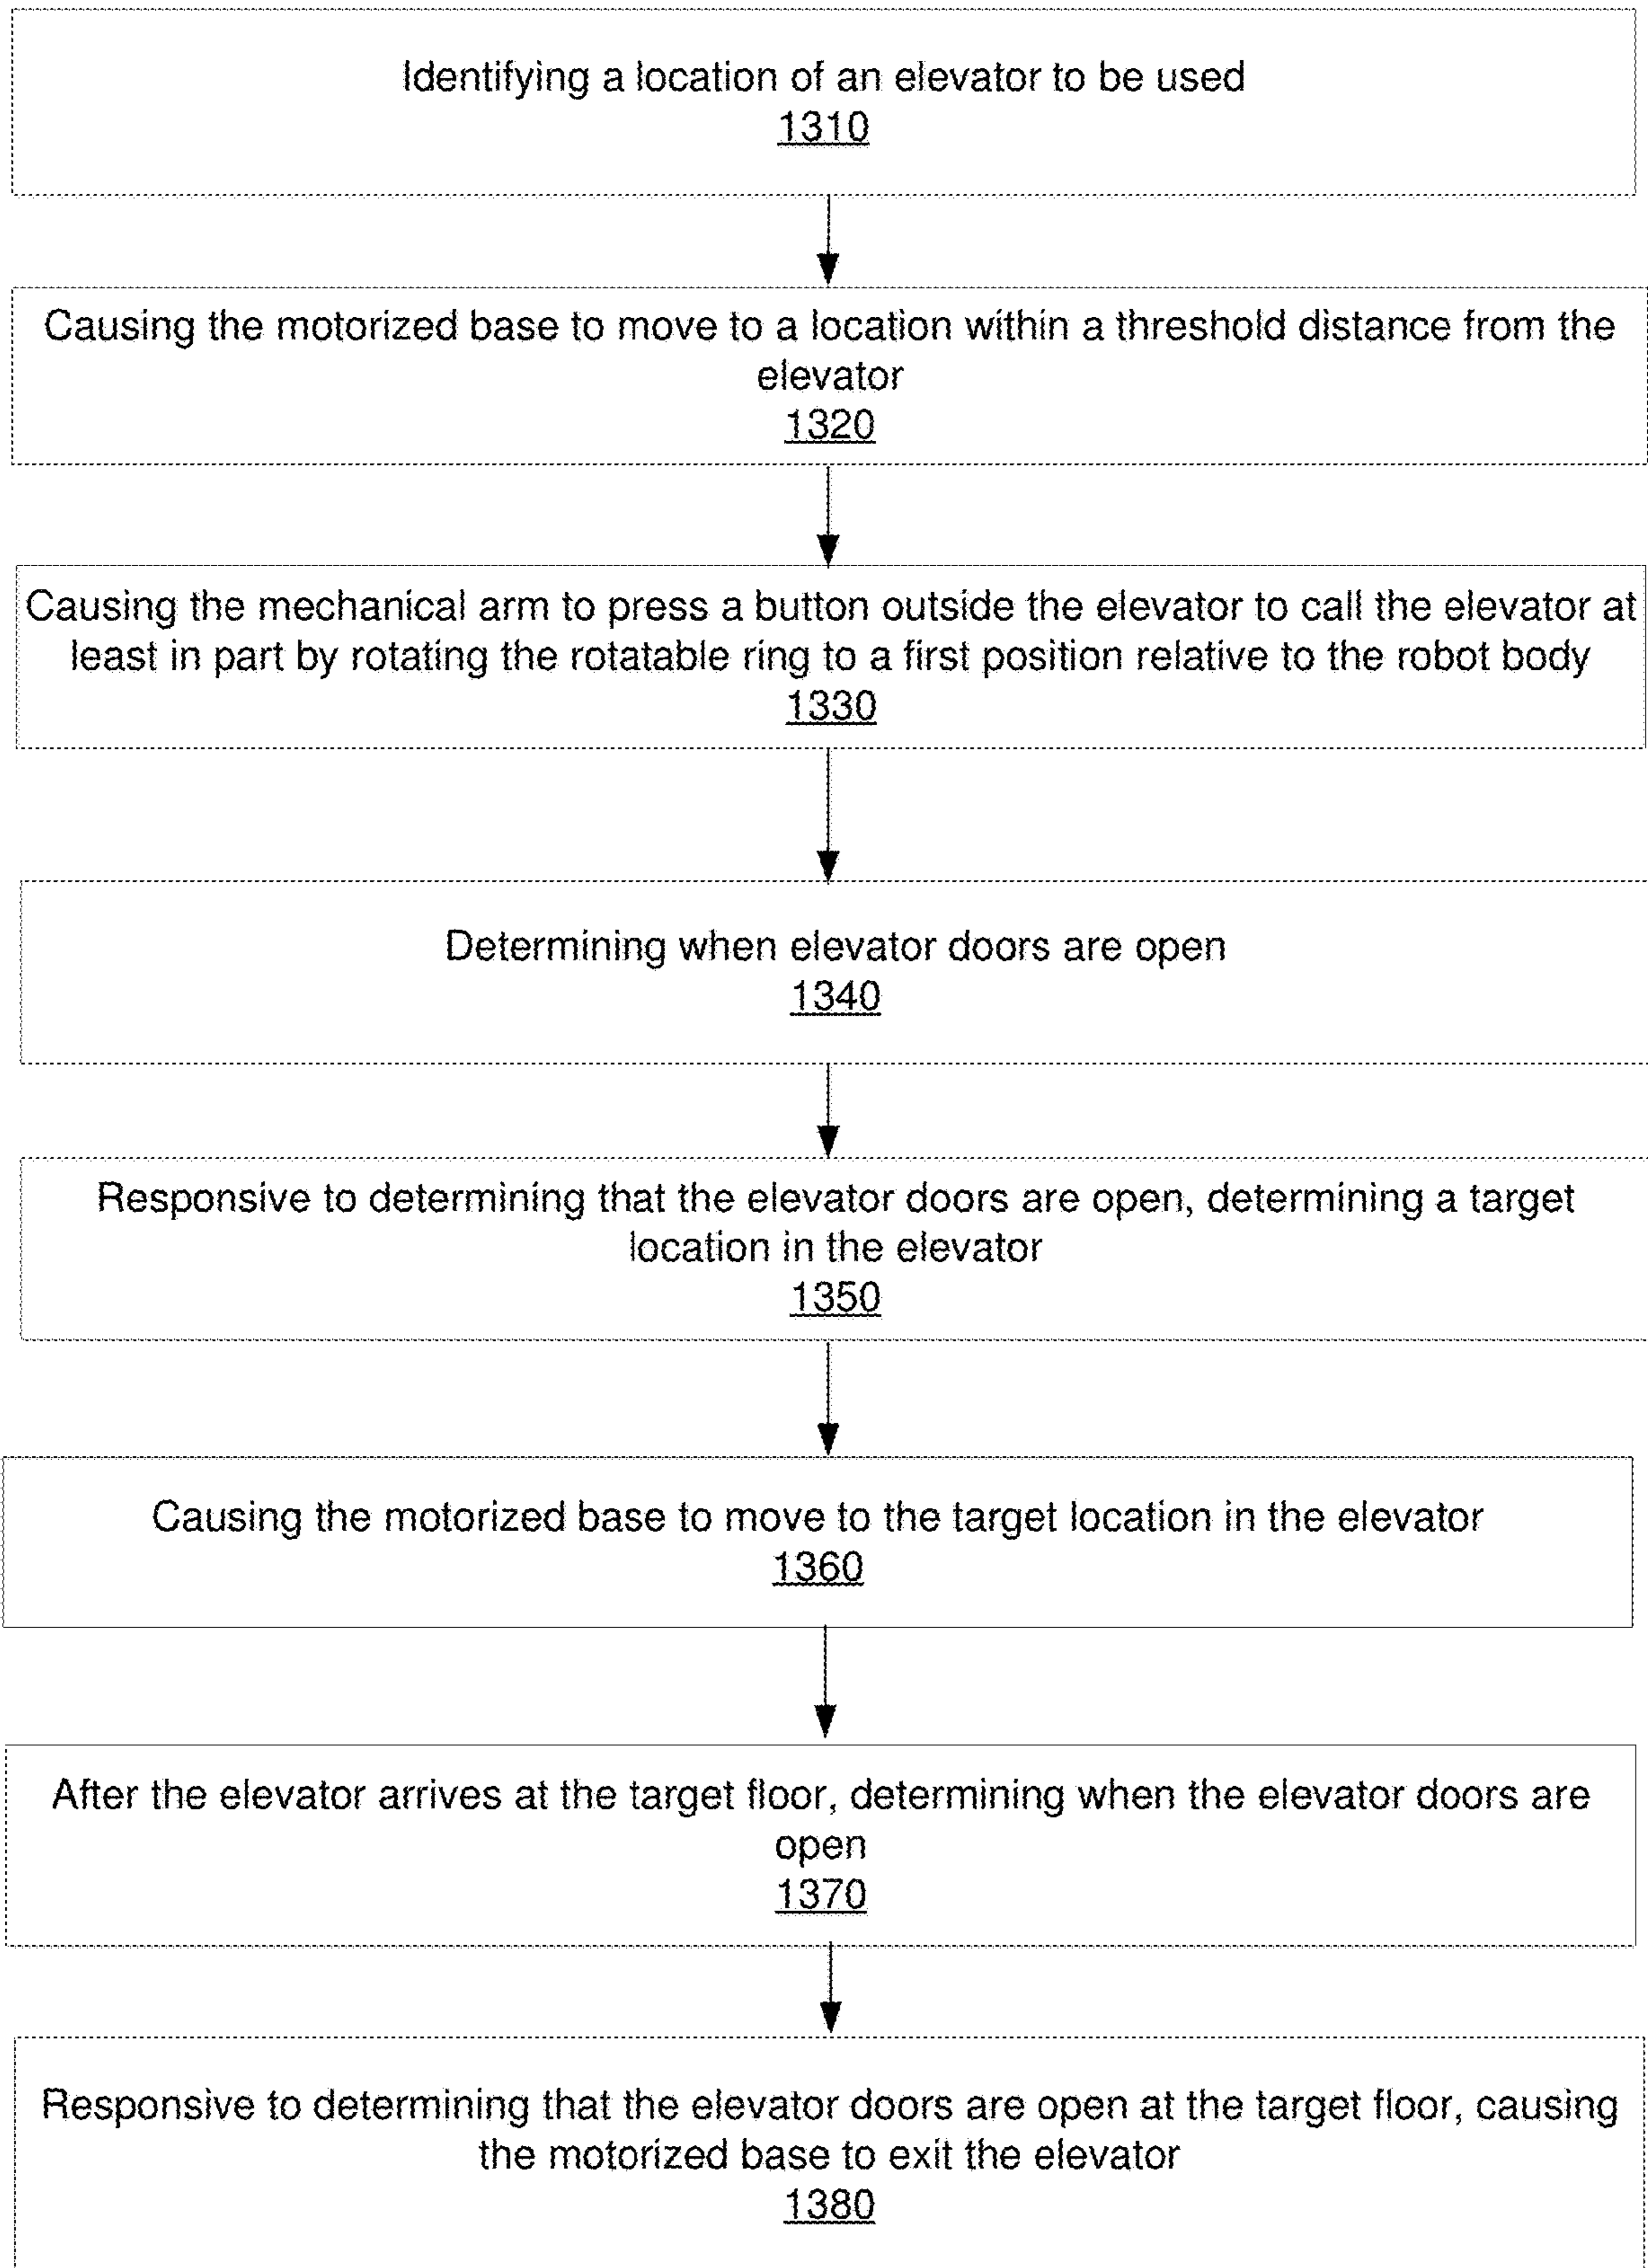 Identifying a location of an elevator to be used
1310
Causing the motorized base to move to a location within a threshold distance from the
elevator
1320
Causing the mechanical arm to press a button outside the elevator to call the elevator at
least in part by rotating the rotatable ring to a first position relative to the robot body
1330
Determining when elevator doors are open
1340
Responsive to determining that the elevator doors are open, determining a target
location in the elevator
1350
Causing the motorized base to move to the target location in the elevator
1360
After the elevator arrives at the target floor, determining when the elevator doors are
open
1370
Responsive to determining that the elevator doors are open at the target floor, causing
the motorized base to exit the elevator
1380